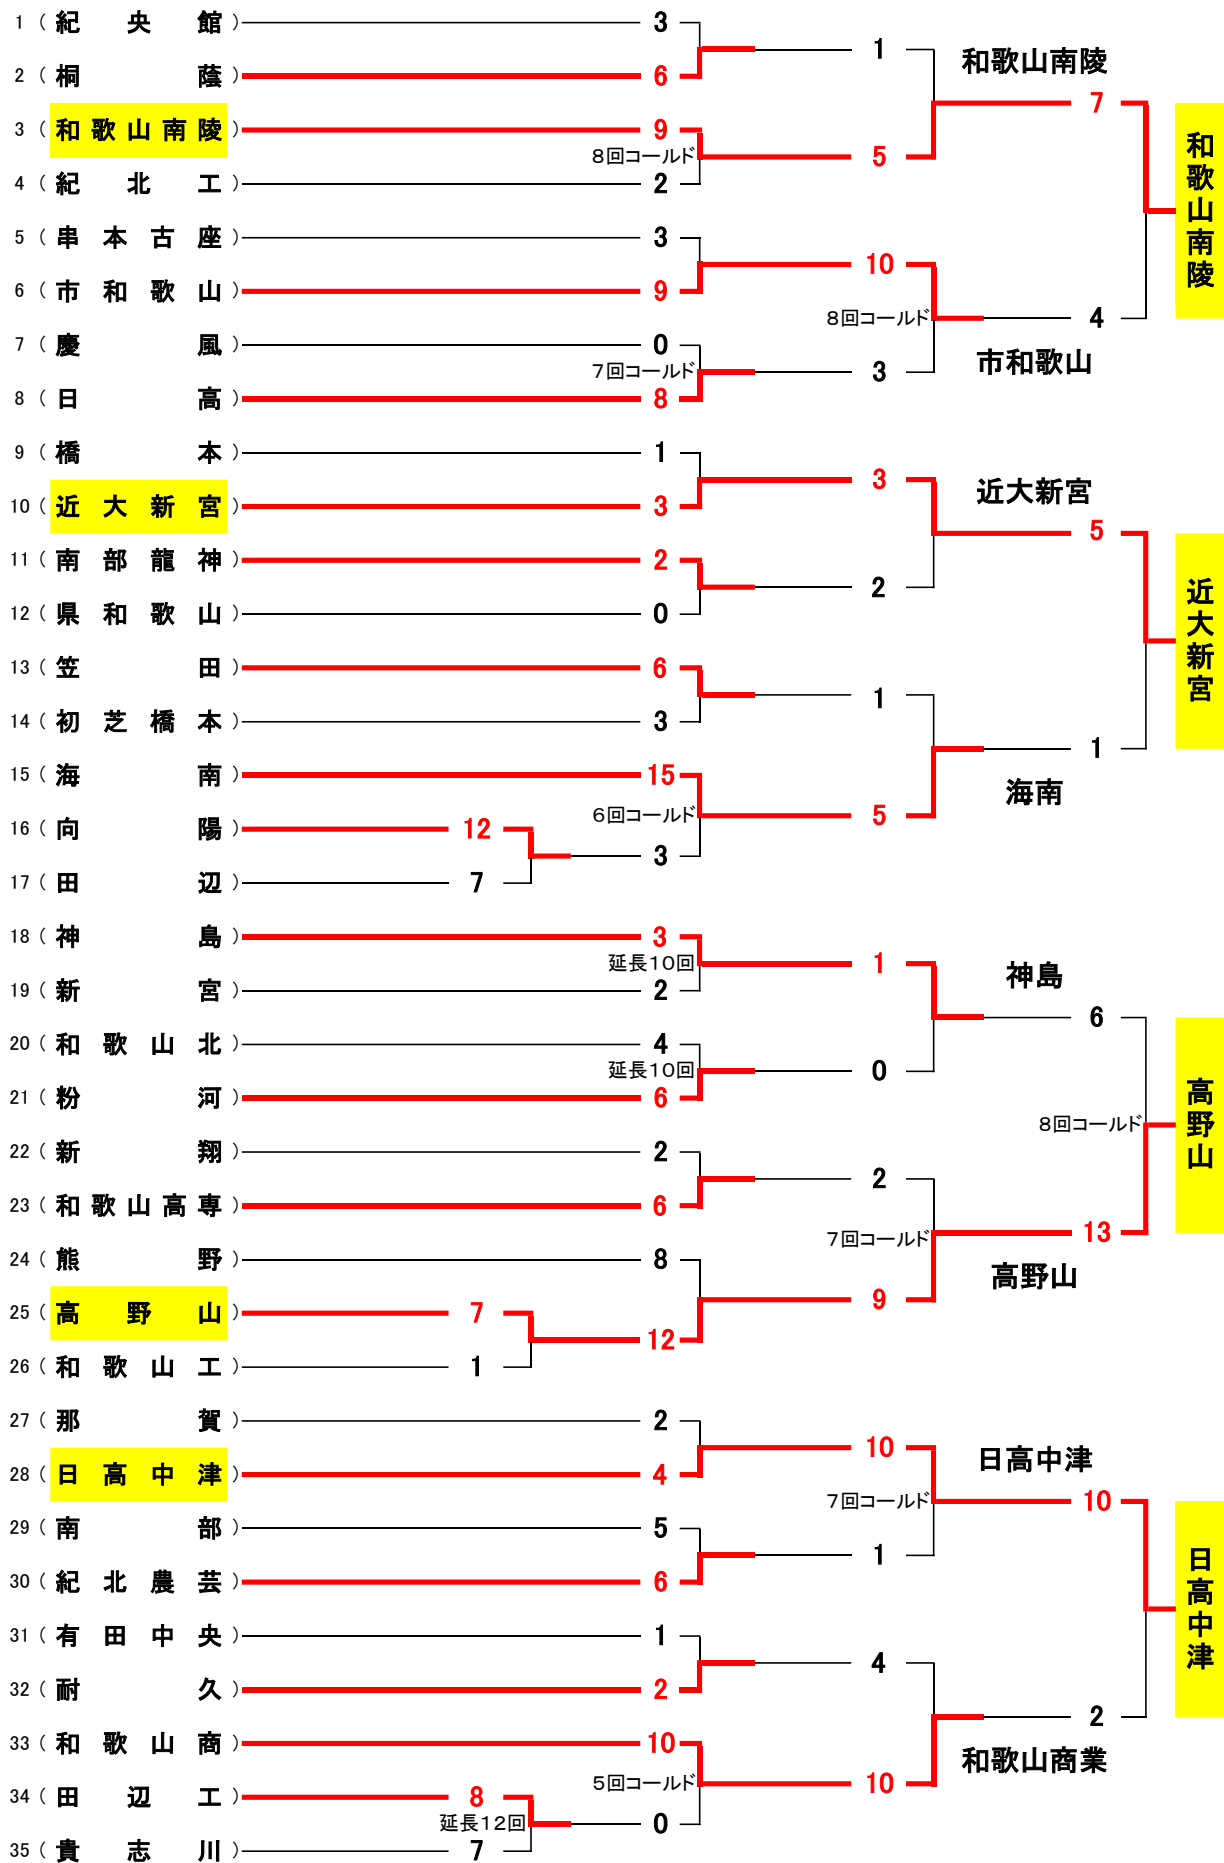 1 ( 紀央館 ) 3
1
和歌山南陵
2 ( 桐蔭 ) 6
7
3 ( 和歌山南陵 ) 9
和歌山南陵
8回コールド 5
4 ( 紀北工 ) 2
5 ( 串本古座 ) 3
10
6 ( 市和歌山 ) 9
8回コールド 4
7 ( 慶風 ) 0
市和歌山
7回コールド 3
8 ( 日高 ) 8
9 ( 橋本 ) 1
3
近大新宮
10 ( 近大新宮 ) 3
5
11 ( 南部龍神 ) 2
2
12 ( 県和歌山 ) 0
近大新宮
13 ( 笠田 ) 6
1
14 ( 初芝橋本 ) 3
1
15 ( 海南 ) 15
海南
6回コールド 5
16 ( 向陽 ) 12
3
17 ( 田辺 ) 7
18 ( 神島 ) 3
延長10回 1
神島
19 ( 新宮 ) 2
6
20 ( 和歌山北 ) 4
延長10回 0
21 ( 粉河 ) 6
高野山
8回コールド
22 ( 新翔 ) 2
2
23 ( 和歌山高専 ) 6
7回コールド 13
24 ( 熊野 ) 8
高野山
9
25 ( 高野山 ) 7
12
26 ( 和歌山工 ) 1
27 ( 那賀 ) 2
10
日高中津
28 ( 日高中津 ) 4
7回コールド 10
29 ( 南部 ) 5
1
30 ( 紀北農芸 ) 6
日高中津
31 ( 有田中央 ) 1
4
32 ( 耐久 ) 2
2
33 ( 和歌山商 ) 10
和歌山商業
5回コールド 10
34 ( 田辺工 ) 8
延長12回 0
35 ( 貴志川 ) 7